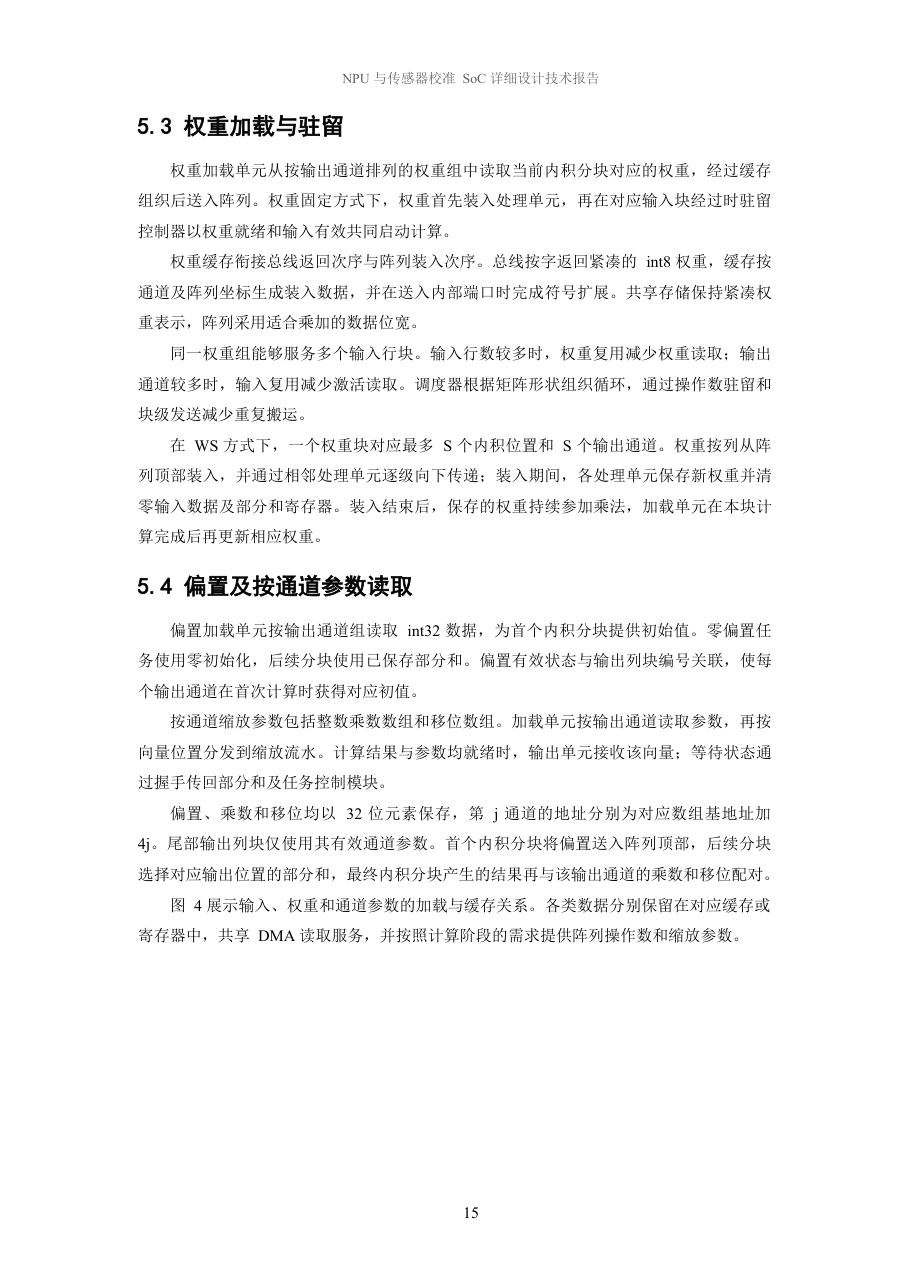 NPU 与传感器校准 SoC 详细设计技术报告
5.3 权重加载与驻留
权重加载单元从按输出通道排列的权重组中读取当前内积分块对应的权重，经过缓存
组织后送入阵列。权重固定方式下，权重首先装入处理单元，再在对应输入块经过时驻留
控制器以权重就绪和输入有效共同启动计算。
权重缓存衔接总线返回次序与阵列装入次序。总线按字返回紧凑的 int8 权重，缓存按
通道及阵列坐标生成装入数据，并在送入内部端口时完成符号扩展。共享存储保持紧凑权
重表示，阵列采用适合乘加的数据位宽。
同一权重组能够服务多个输入行块。输入行数较多时，权重复用减少权重读取；输出
通道较多时，输入复用减少激活读取。调度器根据矩阵形状组织循环，通过操作数驻留和
块级发送减少重复搬运。
在 WS 方式下，一个权重块对应最多 S 个内积位置和 S 个输出通道。权重按列从阵
列顶部装入，并通过相邻处理单元逐级向下传递；装入期间，各处理单元保存新权重并清
零输入数据及部分和寄存器。装入结束后，保存的权重持续参加乘法，加载单元在本块计
算完成后再更新相应权重。
5.4 偏置及按通道参数读取
偏置加载单元按输出通道组读取 int32 数据，为首个内积分块提供初始值。零偏置任
务使用零初始化，后续分块使用已保存部分和。偏置有效状态与输出列块编号关联，使每
个输出通道在首次计算时获得对应初值。
按通道缩放参数包括整数乘数数组和移位数组。加载单元按输出通道读取参数，再按
向量位置分发到缩放流水。计算结果与参数均就绪时，输出单元接收该向量；等待状态通
过握手传回部分和及任务控制模块。
偏置、乘数和移位均以 32 位元素保存，第 j 通道的地址分别为对应数组基地址加
4j。尾部输出列块仅使用其有效通道参数。首个内积分块将偏置送入阵列顶部，后续分块
选择对应输出位置的部分和，最终内积分块产生的结果再与该输出通道的乘数和移位配对。
图 4 展示输入、权重和通道参数的加载与缓存关系。各类数据分别保留在对应缓存或
寄存器中，共享 DMA 读取服务，并按照计算阶段的需求提供阵列操作数和缩放参数。
15